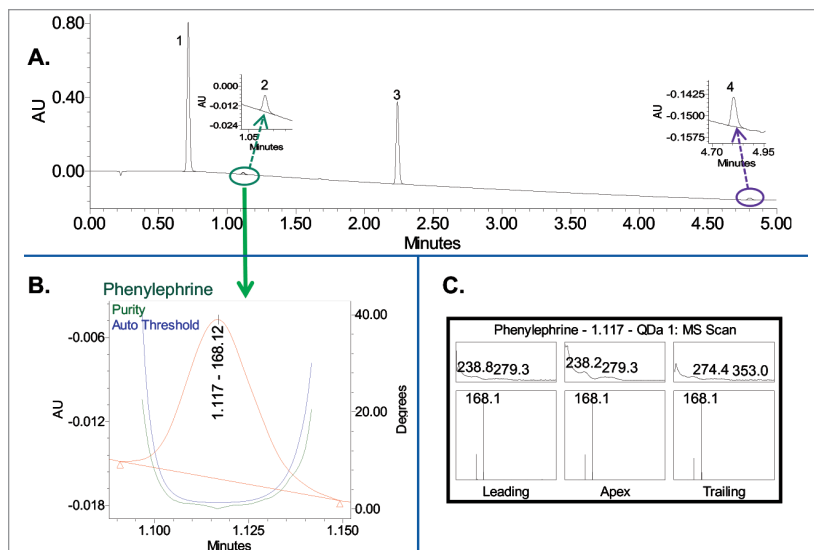 A.
0.80
0.40
0.00
AU
1
2
0.000
-0.012
-0.024
AU
1.05
Minutes
3
4
-0.1425
-0.1500
-0.1575
AU
4.70 4.95
Minutes
0.00 0.50 1.00 1.50 2.00 2.50 3.00 3.50 4.00 4.50 5.00
Minutes
B.
Phenylephrine
Purity
Auto Threshold
-0.006
-0.012
-0.018
AU
1.117 - 168.12
40.00
20.00
0.00
Degrees
1.100 1.125 1.150
Minutes
C.
Phenylephrine - 1.117 - QDa 1: MS Scan
238.8 279.3 238.2 279.3 274.4 353.0
168.1 168.1 168.1
Leading Apex Trailing